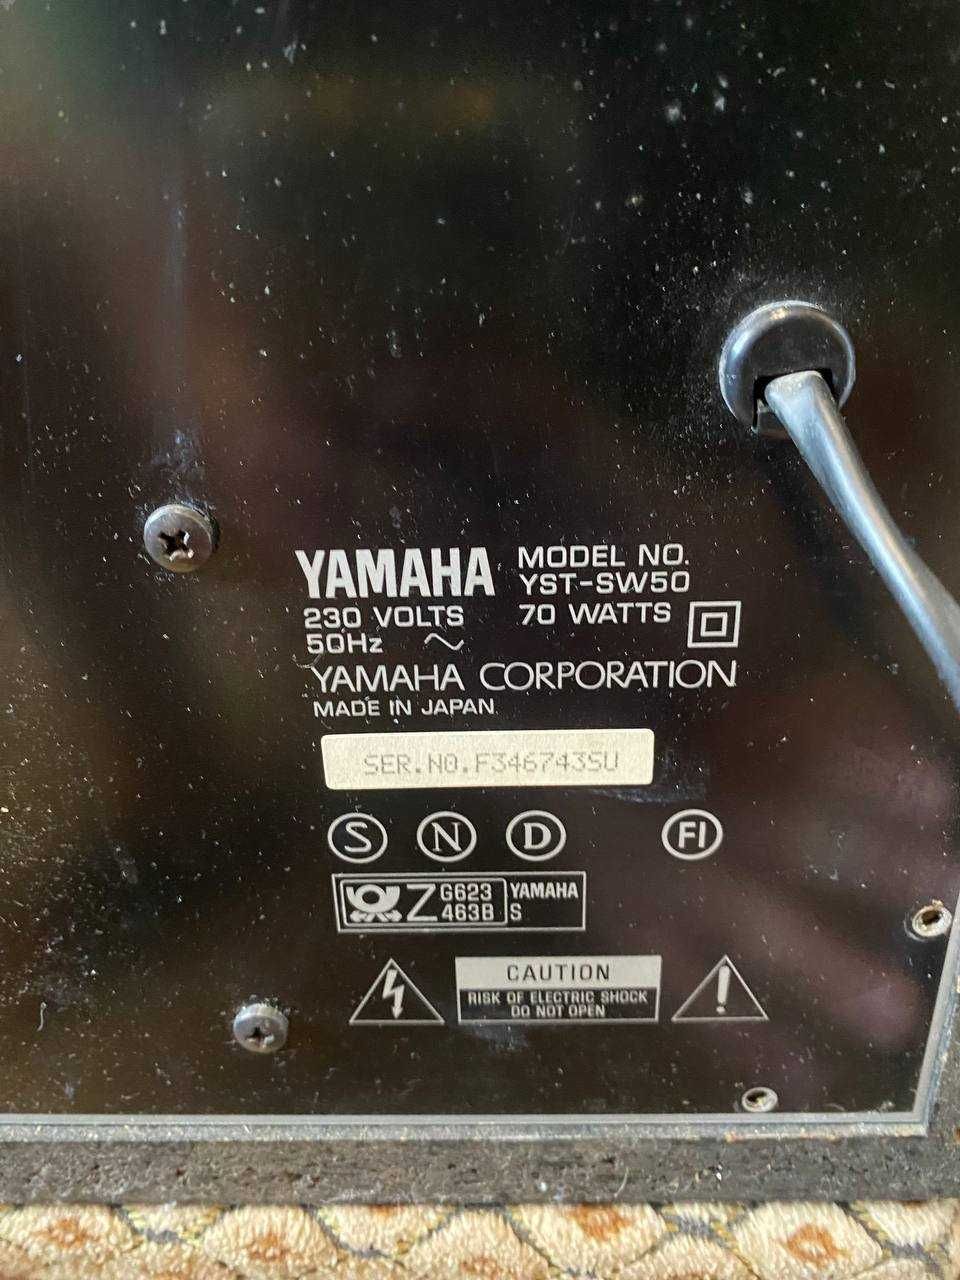 YAMAHA
MODEL NO.
YST-SW50
230 VOLTS
70 WATTS
50Hz ~
YAMAHA CORPORATION
MADE IN JAPAN
SER.NO.F346743SU
S N D FI
Z G623 463B YAMAHA S
CAUTION
RISK OF ELECTRIC SHOCK
DO NOT OPEN